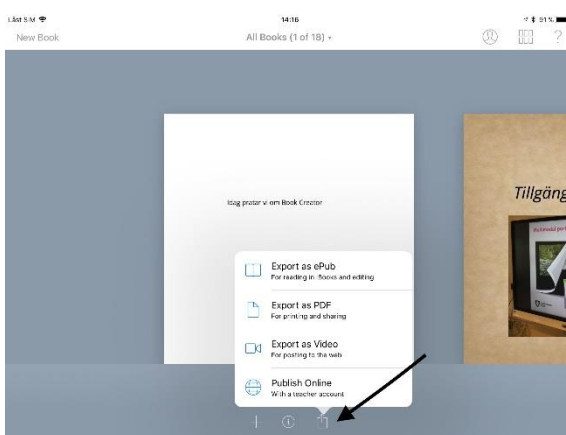 Låst SIM
14:16
91 %
New Book
All Books (1 of 18)
?
Idag pratar vi om Book Creator
Tillgäng
Export as ePub
For reading in iBooks and editing
Export as PDF
For printing and sharing
Export as Video
For posting to the web
Publish Online
With a teacher account